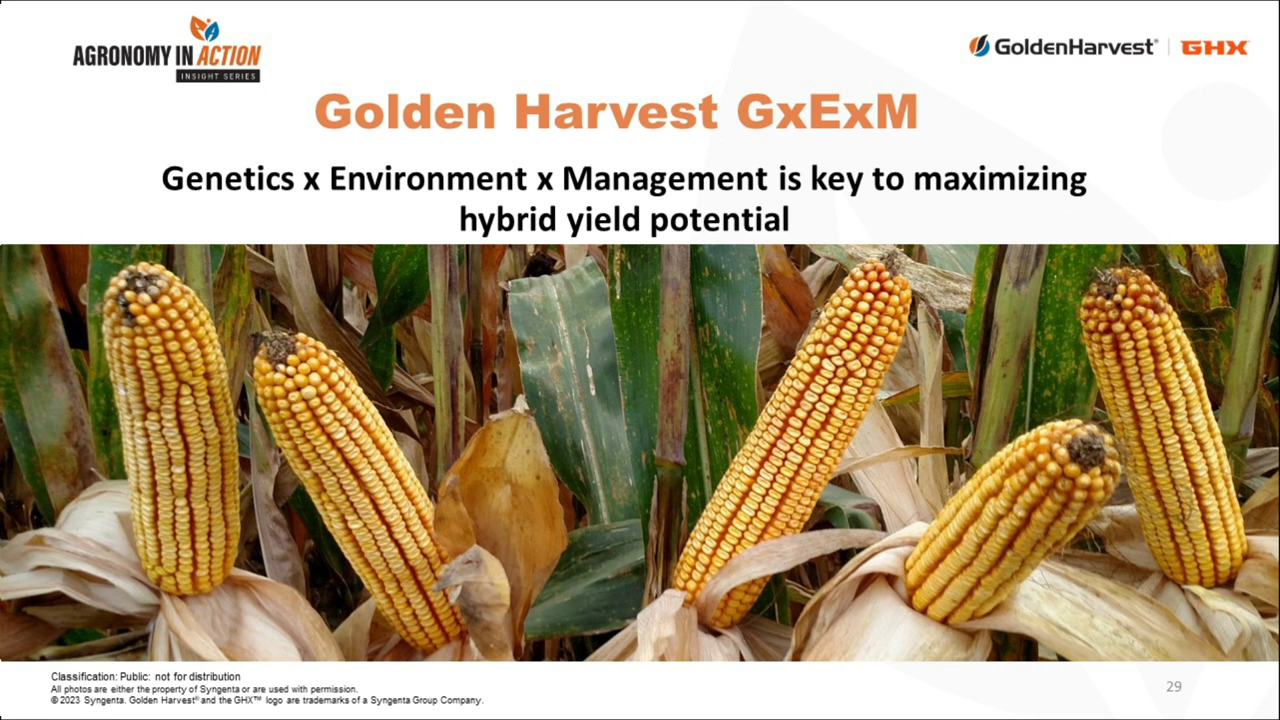 AGRONOMY IN ACTION
INSIGHT SERIES
GoldenHarvest® | GHX
Golden Harvest GxExM
Genetics x Environment x Management is key to maximizing
hybrid yield potential
Classification: Public: not for distribution
All photos are either the property of Syngenta or are used with permission.
© 2023 Syngenta. Golden Harvest® and the GHX™ logo are trademarks of a Syngenta Group Company.
29